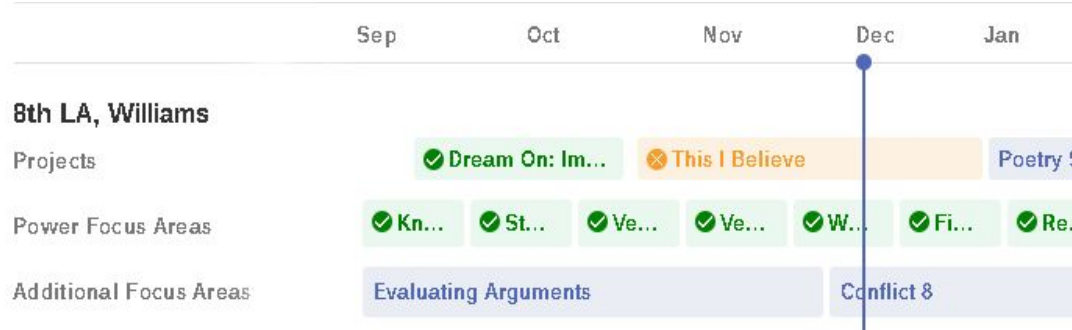 Sep Oct Nov Dec Jan
8th LA, Williams
Projects Dream On: Im... This I Believe Poetry S
Power Focus Areas Kn... St... Ve... Ve... W... Fi... Re.
Additional Focus Areas Evaluating Arguments Conflict 8